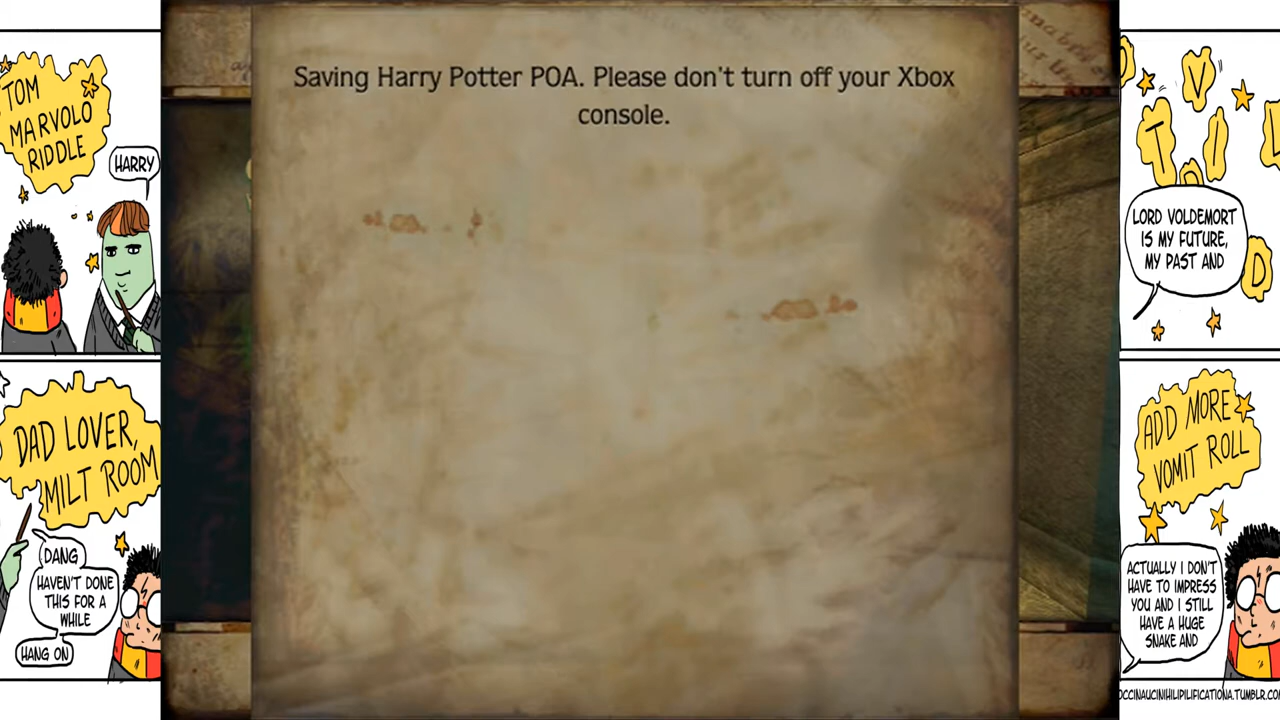 Saving Harry Potter POA. Please don't turn off your Xbox
console.
TOM
MARVOLO
RIDDLE
HARRY
DAD LOVER,
MILT ROOM
DANG
HAVEN'T DONE
THIS FOR A
WHILE
HANG ON
LORD VOLDEMORT
IS MY FUTURE,
MY PAST AND
ADD MORE
VOMIT ROLL
ACTUALLY I DON'T
HAVE TO IMPRESS
YOU AND I STILL
HAVE A HUGE
SNAKE AND